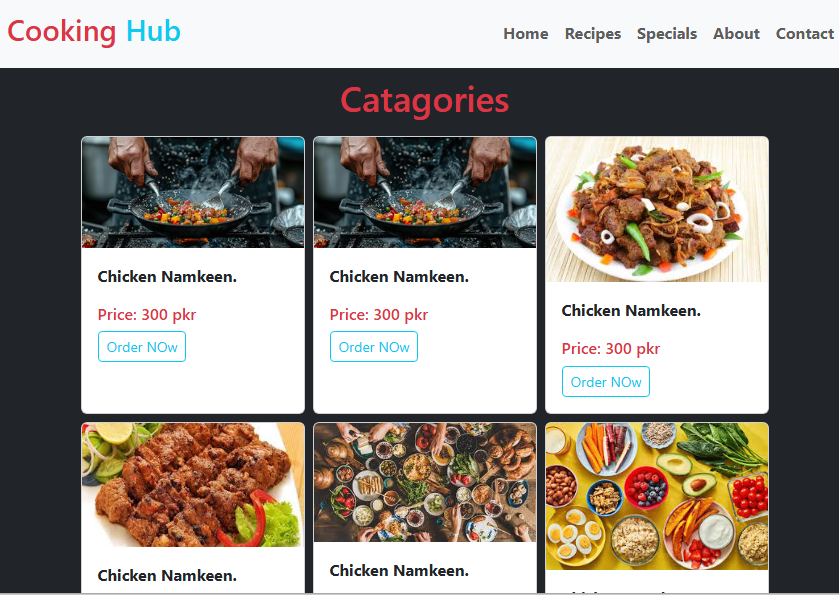 Cooking Hub
Home Recipes Specials About Contact
Catagories
Chicken Namkeen.
Price: 300 pkr
Order NOw
Chicken Namkeen.
Price: 300 pkr
Order NOw
Chicken Namkeen.
Price: 300 pkr
Order NOw
Chicken Namkeen.
Chicken Namkeen.